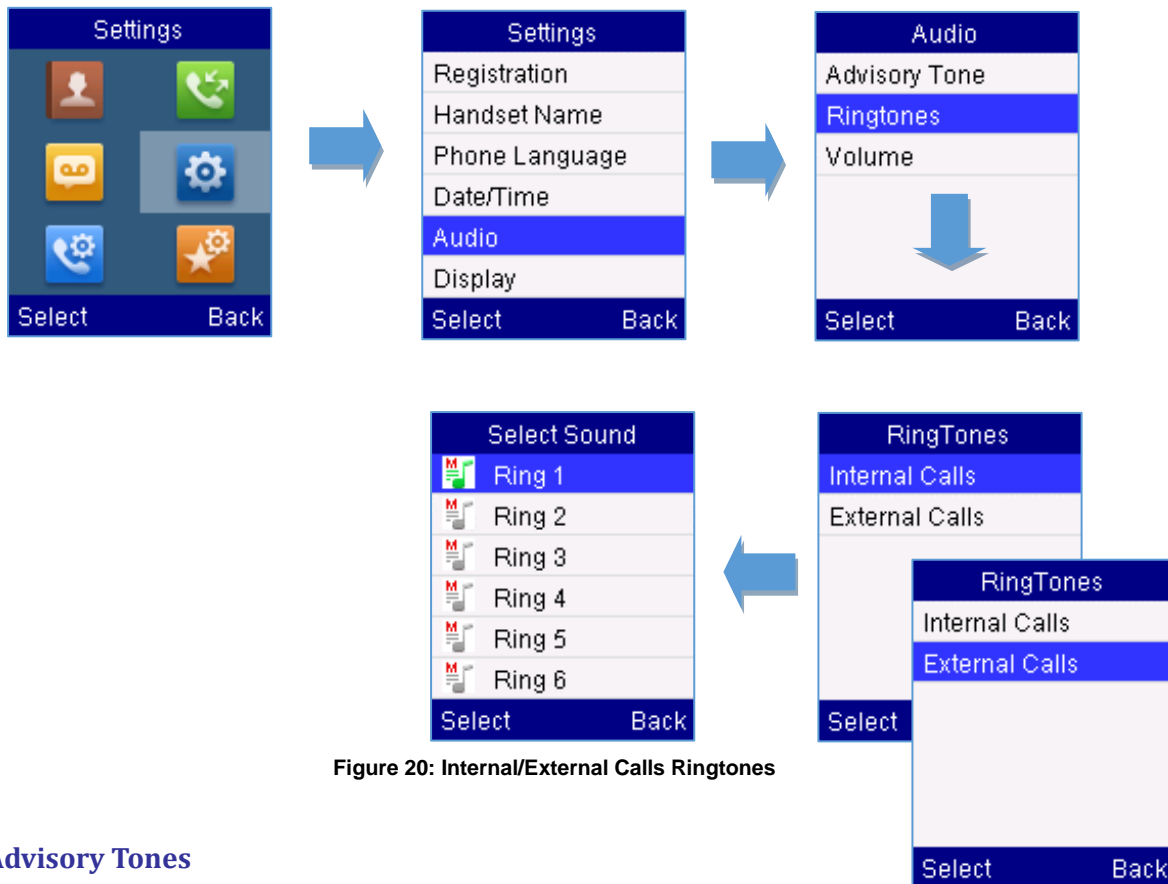 Settings
Select Back
Settings
Registration
Handset Name
Phone Language
Date/Time
Audio
Display
Select Back
Audio
Advisory Tone
Ringtones
Volume
Select Back
RingTones
Internal Calls
External Calls
Select
RingTones
Internal Calls
External Calls
Select Back
Select Sound
M Ring 1
M Ring 2
M Ring 3
M Ring 4
M Ring 5
M Ring 6
Select Back
Figure 20: Internal/External Calls Ringtones
Advisory Tones